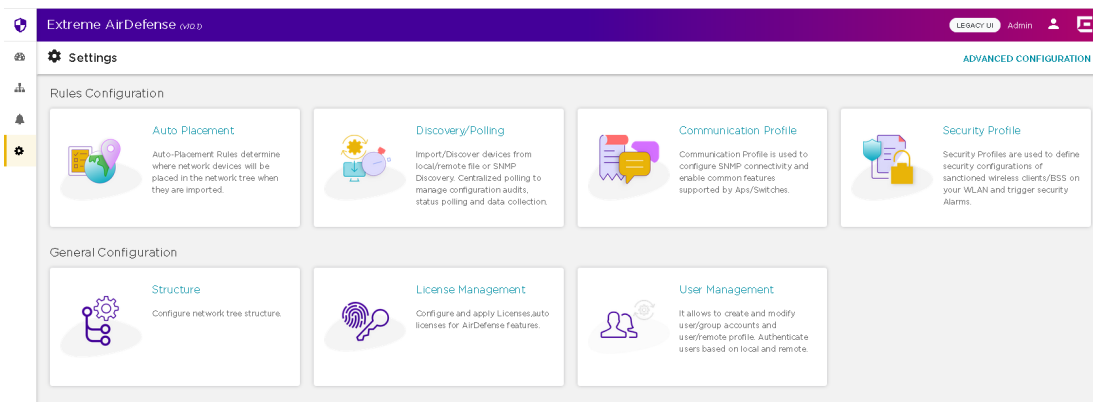 Extreme AirDefense (v10.1)
LEGACY UI
Admin
Settings
ADVANCED CONFIGURATION
Rules Configuration
Auto Placement
Auto-Placement Rules determine
where network devices will be
placed in the network tree when
they are imported.
Discovery/Polling
Import/Discover devices from
local/remote file or SNMP
Discovery. Centralized polling to
manage configuration audits,
status polling and data collection.
Communication Profile
Communication Profile is used to
configure SNMP connectivity and
enable common features
supported by Aps/Switches.
Security Profile
Security Profiles are used to define
security configurations of
sanctioned wireless clients/BSS on
your WLAN and trigger security
Alarms.
General Configuration
Structure
Configure network tree structure.
License Management
Configure and apply Licenses,auto
licenses for AirDefense features.
User Management
It allows to create and modify
user/group accounts and
user/remote profile. Authenticate
users based on local and remote.